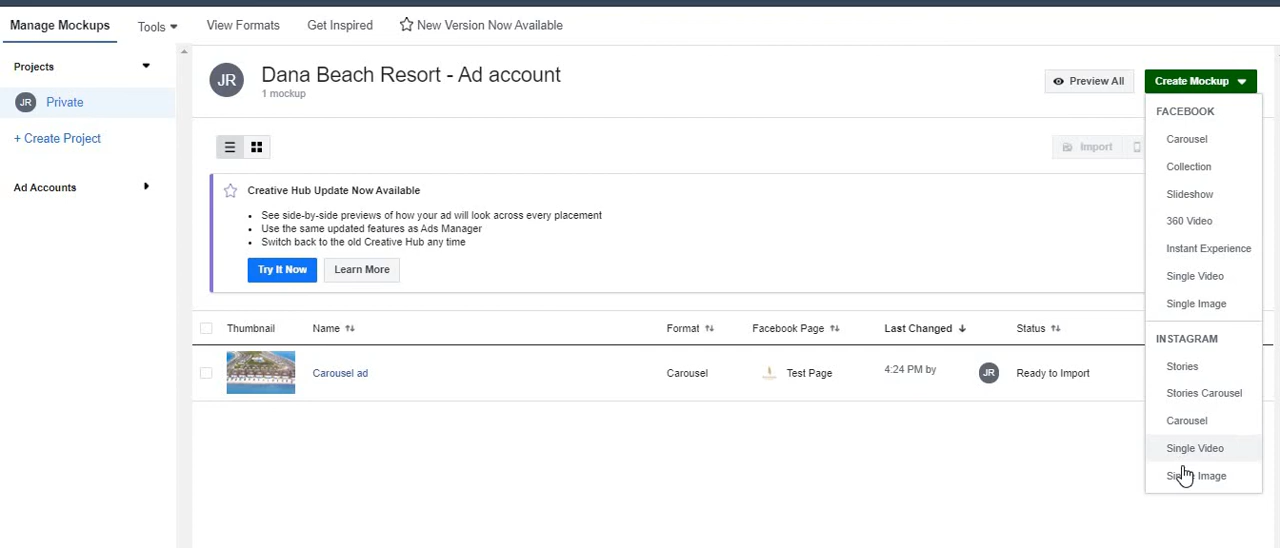 Manage Mockups
Tools
View Formats
Get Inspired
New Version Now Available
Projects
JR Private
+ Create Project
Ad Accounts
JR
Dana Beach Resort - Ad account
1 mockup
Preview All
Create Mockup
Import
Creative Hub Update Now Available
• See side-by-side previews of how your ad will look across every placement
• Use the same updated features as Ads Manager
• Switch back to the old Creative Hub any time
Try It Now
Learn More
Thumbnail Name Format Facebook Page Last Changed Status
Carousel ad Carousel Test Page 4:24 PM by JR Ready to Import
FACEBOOK
Carousel
Collection
Slideshow
360 Video
Instant Experience
Single Video
Single Image
INSTAGRAM
Stories
Stories Carousel
Carousel
Single Video
Single Image